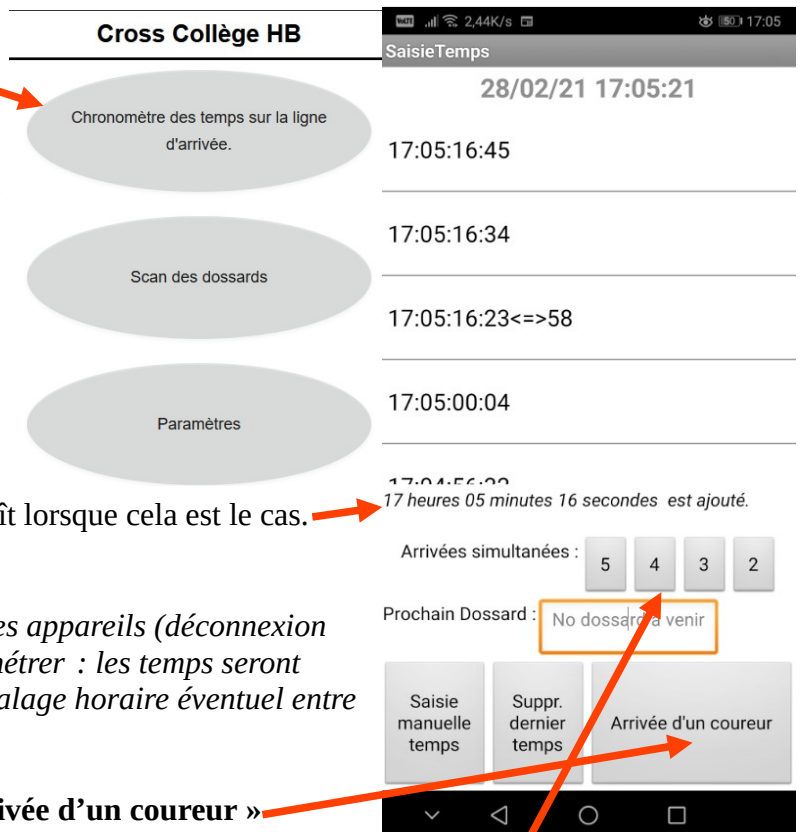 Cross Collège HB
Chronomètre des temps sur la ligne
d'arrivée.
Scan des dossards
Paramètres
ît lorsque cela est le cas.
es appareils (déconnexion
nétrer : les temps seront
alage horaire éventuel entre
rivée d’un coureur »
2,44K/s 50 17:05
SaisieTemps
28/02/21 17:05:21
17:05:16:45
17:05:16:34
17:05:16:23<=>58
17:05:00:04
17 heures 05 minutes 16 secondes est ajouté.
Arrivées simultanées : 5 4 3 2
Prochain Dossard : No dossard à venir
Saisie
manuelle
temps
Suppr.
dernier
temps
Arrivée d'un coureur